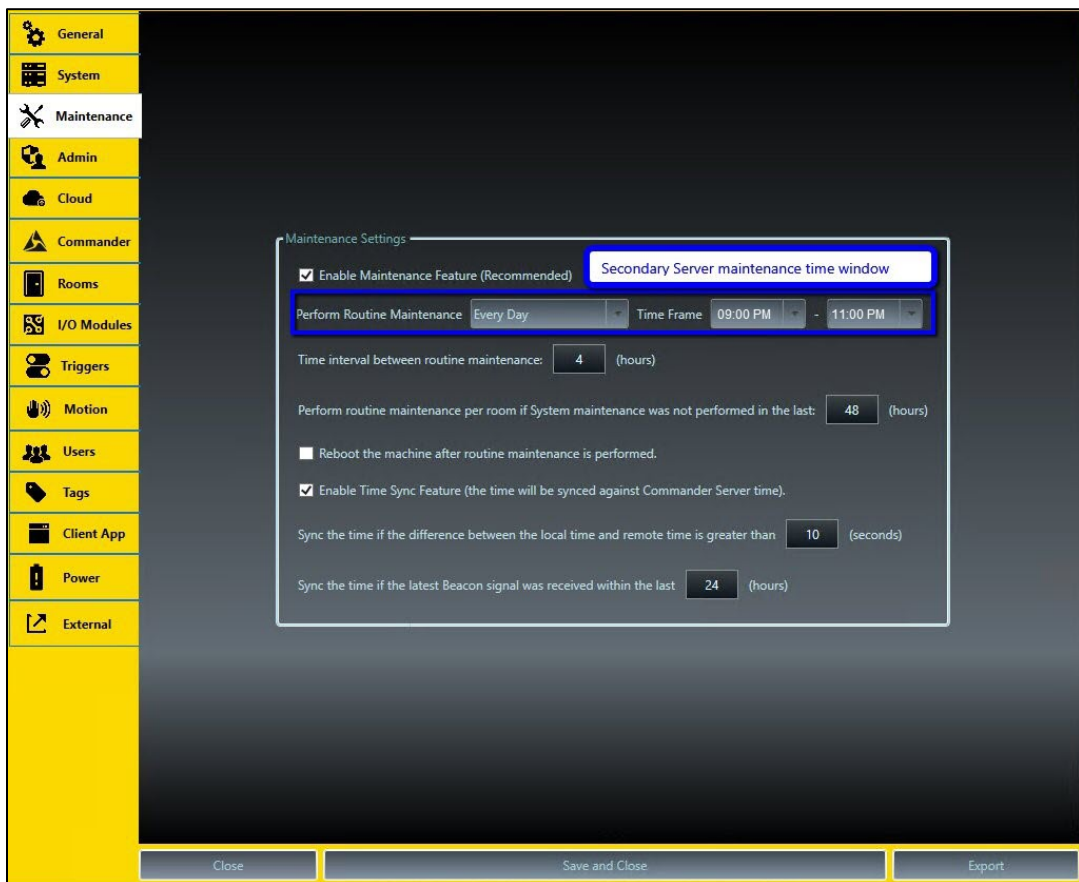 General
System
Maintenance
Admin
Cloud
Commander
Rooms
I/O Modules
Triggers
Motion
Users
Tags
Client App
Power
External
Maintenance Settings
Enable Maintenance Feature (Recommended)
Secondary Server maintenance time window
Perform Routine Maintenance Every Day Time Frame 09:00 PM - 11:00 PM
Time interval between routine maintenance: 4 (hours)
Perform routine maintenance per room if System maintenance was not performed in the last: 48 (hours)
Reboot the machine after routine maintenance is performed.
Enable Time Sync Feature (the time will be synced against Commander Server time).
Sync the time if the difference between the local time and remote time is greater than 10 (seconds)
Sync the time if the latest Beacon signal was received within the last 24 (hours)
Close Save and Close Export